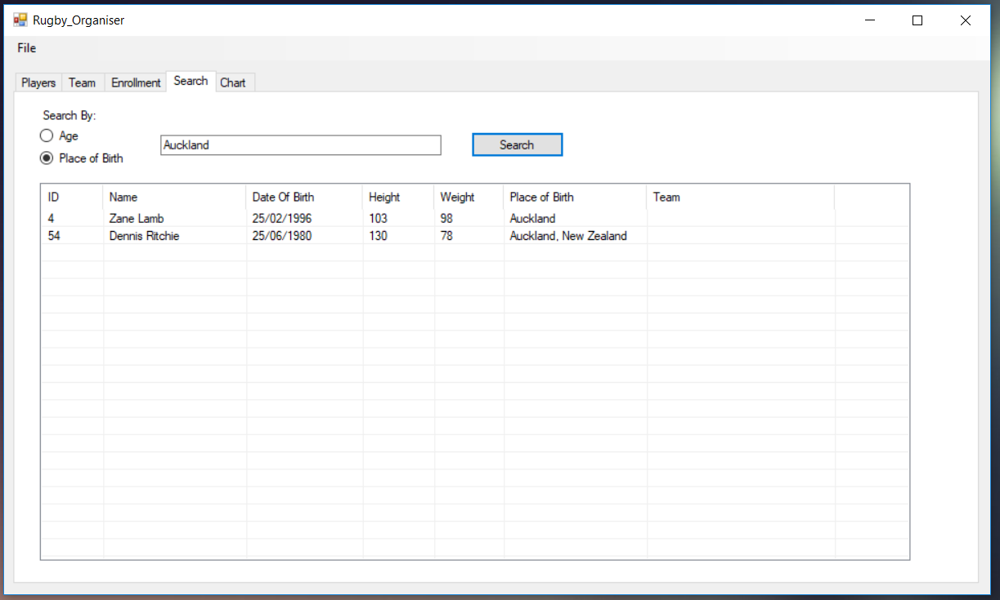 Rugby_Organiser
File
Players Team Enrollment Search Chart
Search By:
Age
Auckland Search
Place of Birth
ID Name Date Of Birth Height Weight Place of Birth Team
4 Zane Lamb 25/02/1996 103 98 Auckland
54 Dennis Ritchie 25/06/1980 130 78 Auckland, New Zealand